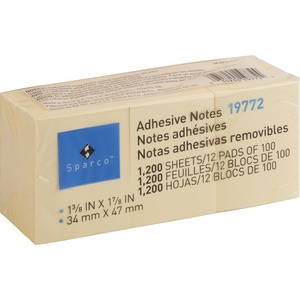 Sparco™
Adhesive Notes 19772
Notes adhésives
Notas adhesivas removibles
1,200 SHEETS/12 PADS OF 100
1,200 FEUILLES/12 BLOCS DE 100
1,200 HOJAS/12 BLOCS DE 100
• 1⅜ IN X 1⅞ IN
• 34 mm X 47 mm